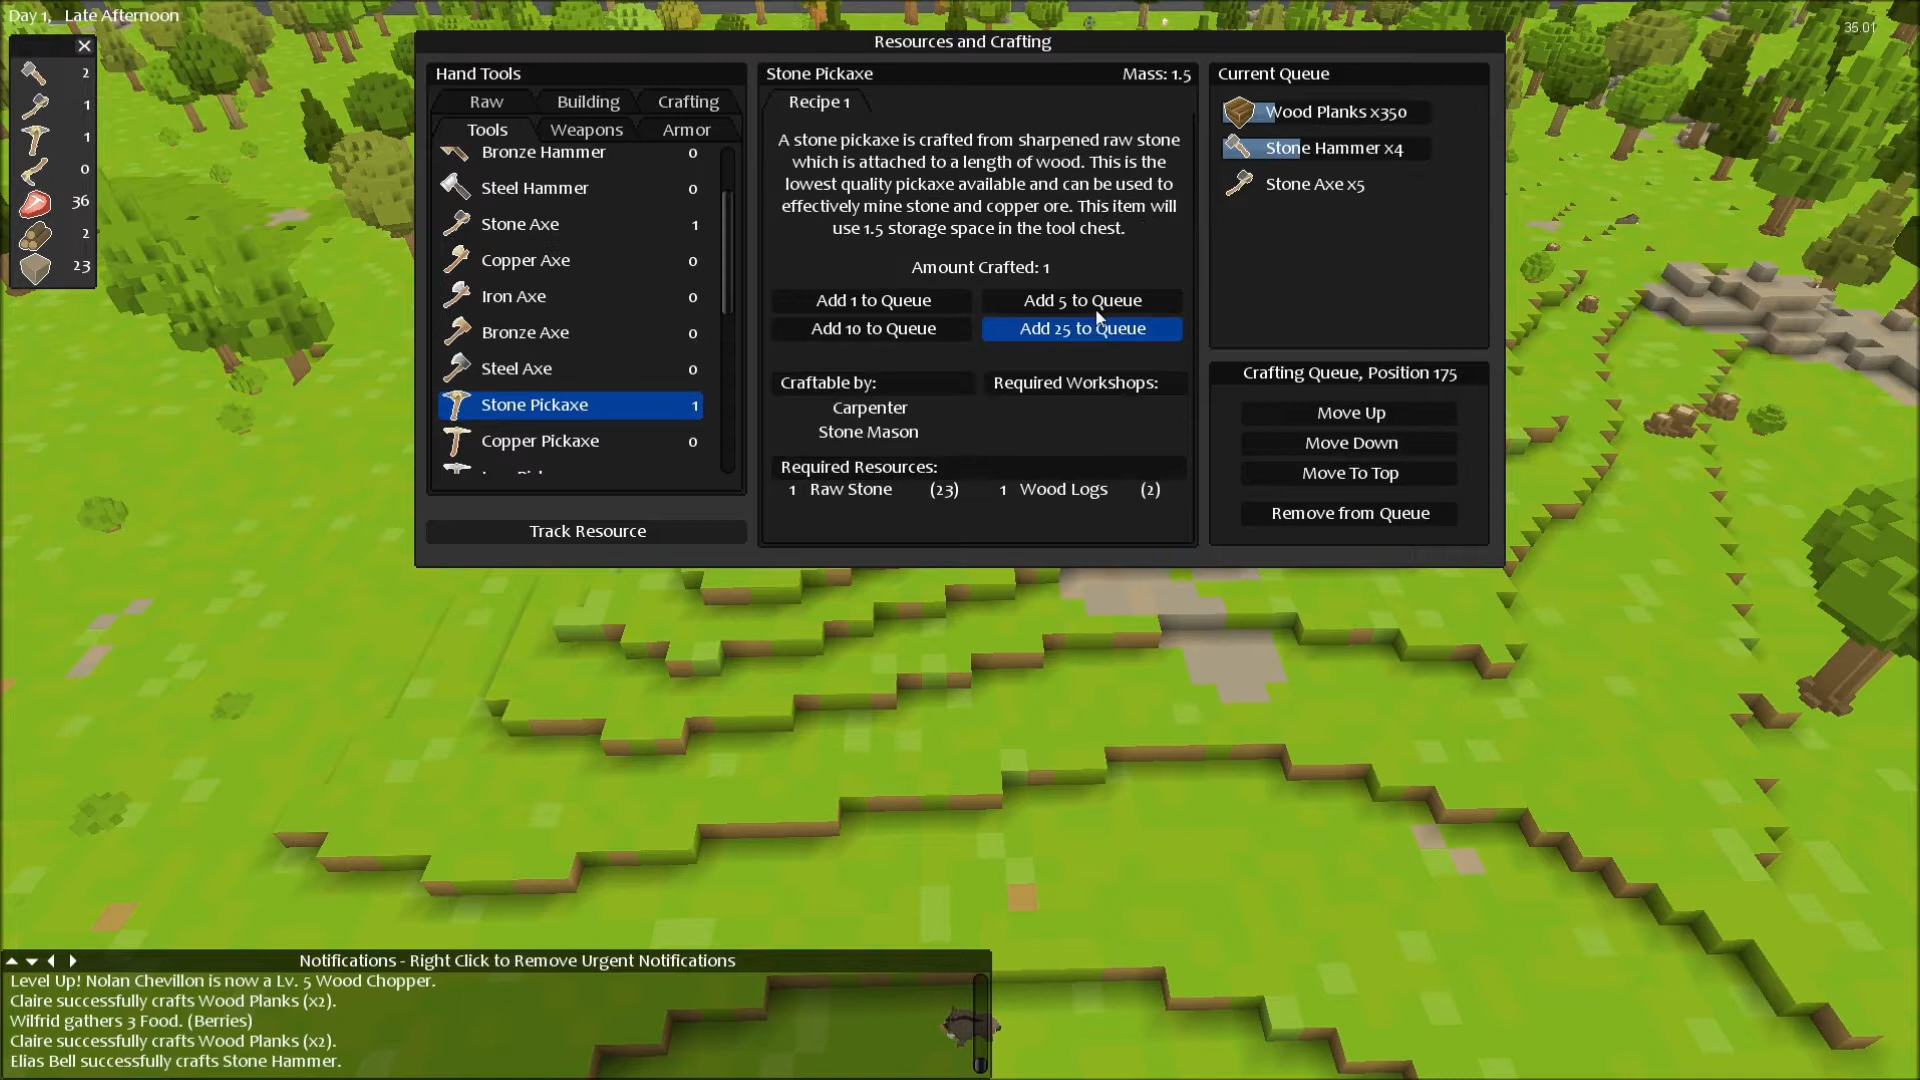 Day 1, Late Afternoon
35.01
2
1
1
0
36
2
23
Resources and Crafting
Hand Tools
Raw Building Crafting
Tools Weapons Armor
Bronze Hammer 0
Steel Hammer 0
Stone Axe 1
Copper Axe 0
Iron Axe 0
Bronze Axe 0
Steel Axe 0
Stone Pickaxe 1
Copper Pickaxe 0
Track Resource
Stone Pickaxe Mass: 1.5
Recipe 1
A stone pickaxe is crafted from sharpened raw stone
which is attached to a length of wood. This is the
lowest quality pickaxe available and can be used to
effectively mine stone and copper ore. This item will
use 1.5 storage space in the tool chest.
Amount Crafted: 1
Add 1 to Queue Add 5 to Queue
Add 10 to Queue Add 25 to Queue
Craftable by: Required Workshops:
Carpenter
Stone Mason
Required Resources:
1 Raw Stone (23) 1 Wood Logs (2)
Current Queue
Wood Planks x350
Stone Hammer x4
Stone Axe x5
Crafting Queue, Position 175
Move Up
Move Down
Move To Top
Remove from Queue
Notifications - Right Click to Remove Urgent Notifications
Level Up! Nolan Chevillon is now a Lv. 5 Wood Chopper.
Claire successfully crafts Wood Planks (x2).
Wilfrid gathers 3 Food. (Berries)
Claire successfully crafts Wood Planks (x2).
Elias Bell successfully crafts Stone Hammer.